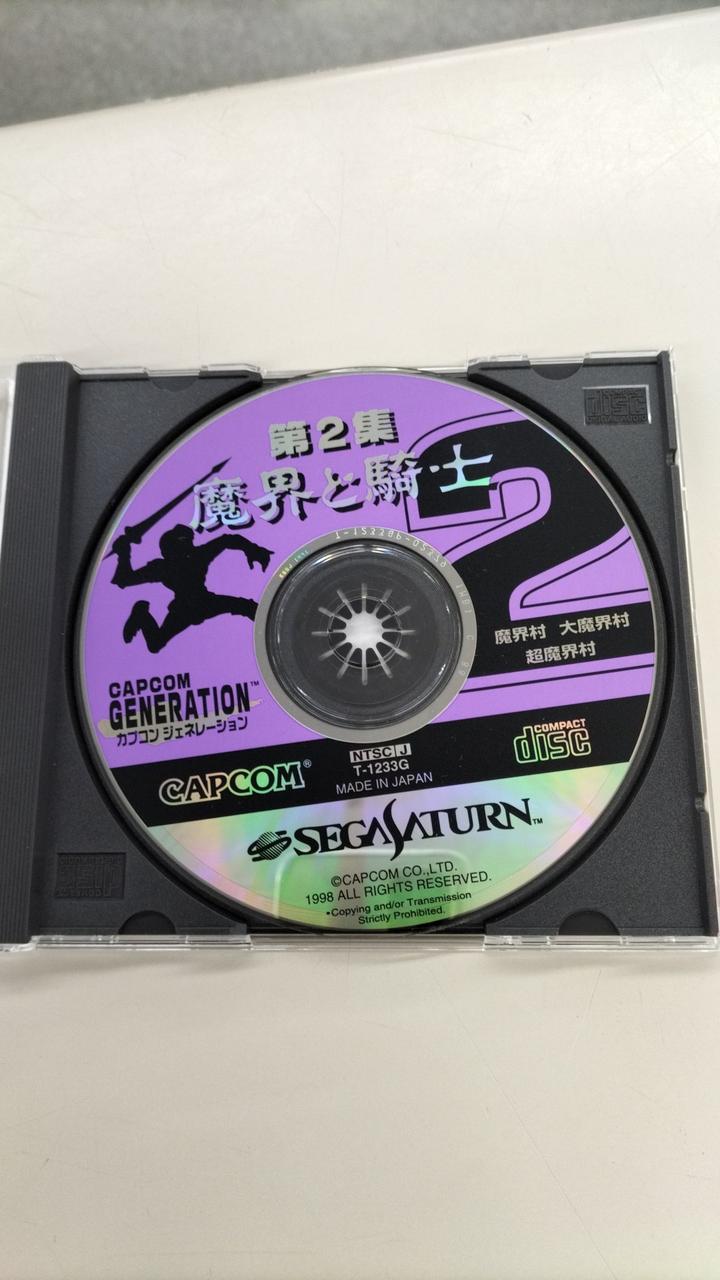 第2集
魔界と騎士
2
魔界村 大魔界村
超魔界村
CAPCOM
GENERATION™
カプコン ジェネレーション
COMPACT
disc
NTSC J
T-1233G
MADE IN JAPAN
CAPCOM®
SEGA SATURN™
©CAPCOM CO.,LTD.
1998 ALL RIGHTS RESERVED.
•Copying and/or Transmission
Strictly Prohibited.
disc